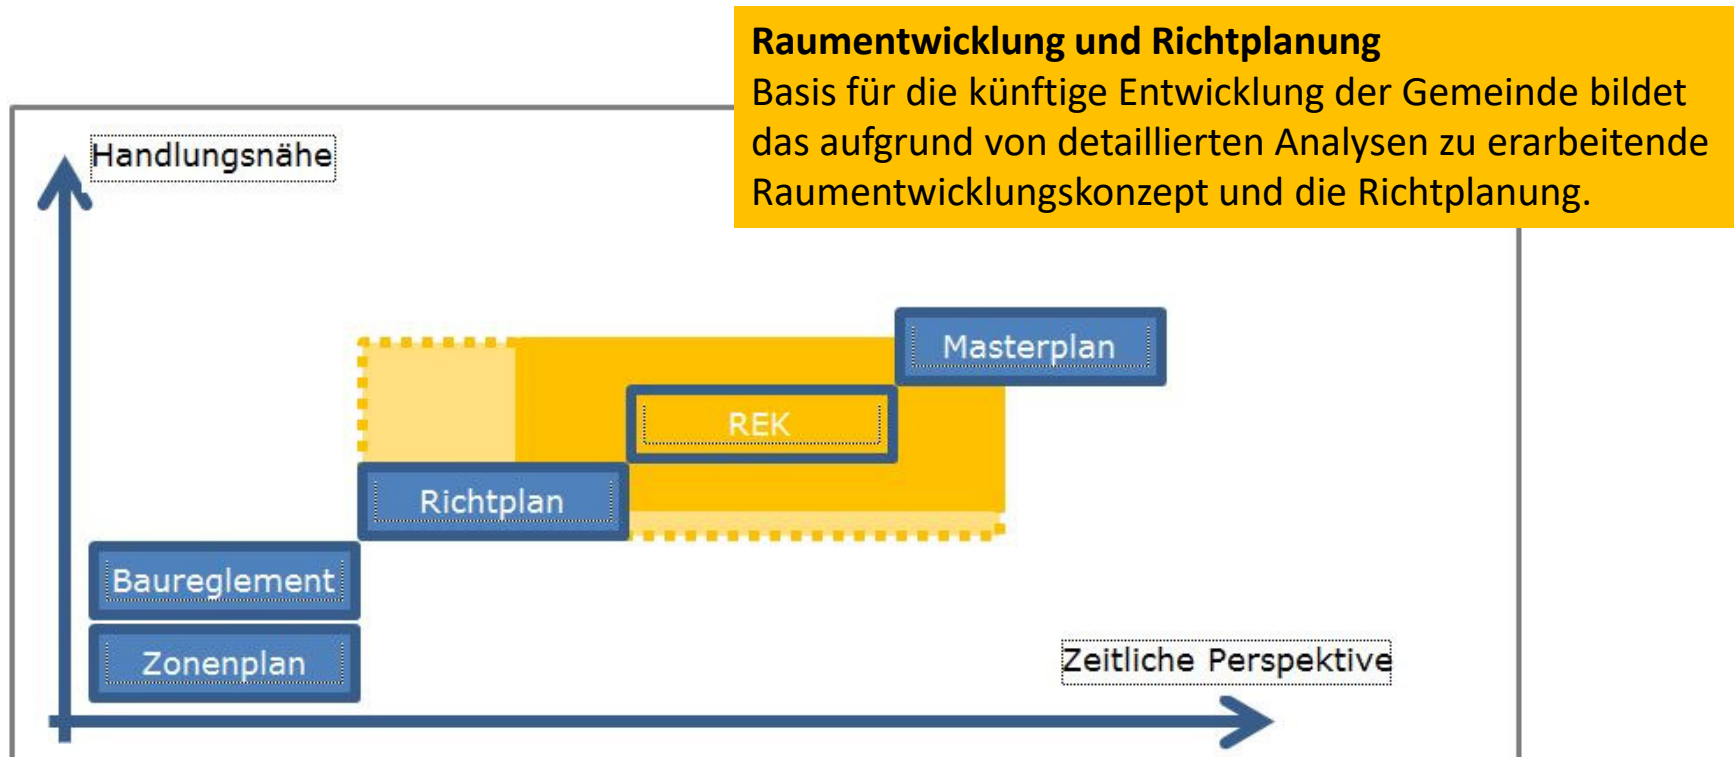 Raumentwicklung und Richtplanung
Basis für die künftige Entwicklung der Gemeinde bildet
das aufgrund von detaillierten Analysen zu erarbeitende
Raumentwicklungskonzept und die Richtplanung.
Handlungsnähe
Masterplan
REK
Richtplan
Baureglement
Zonenplan
Zeitliche Perspektive